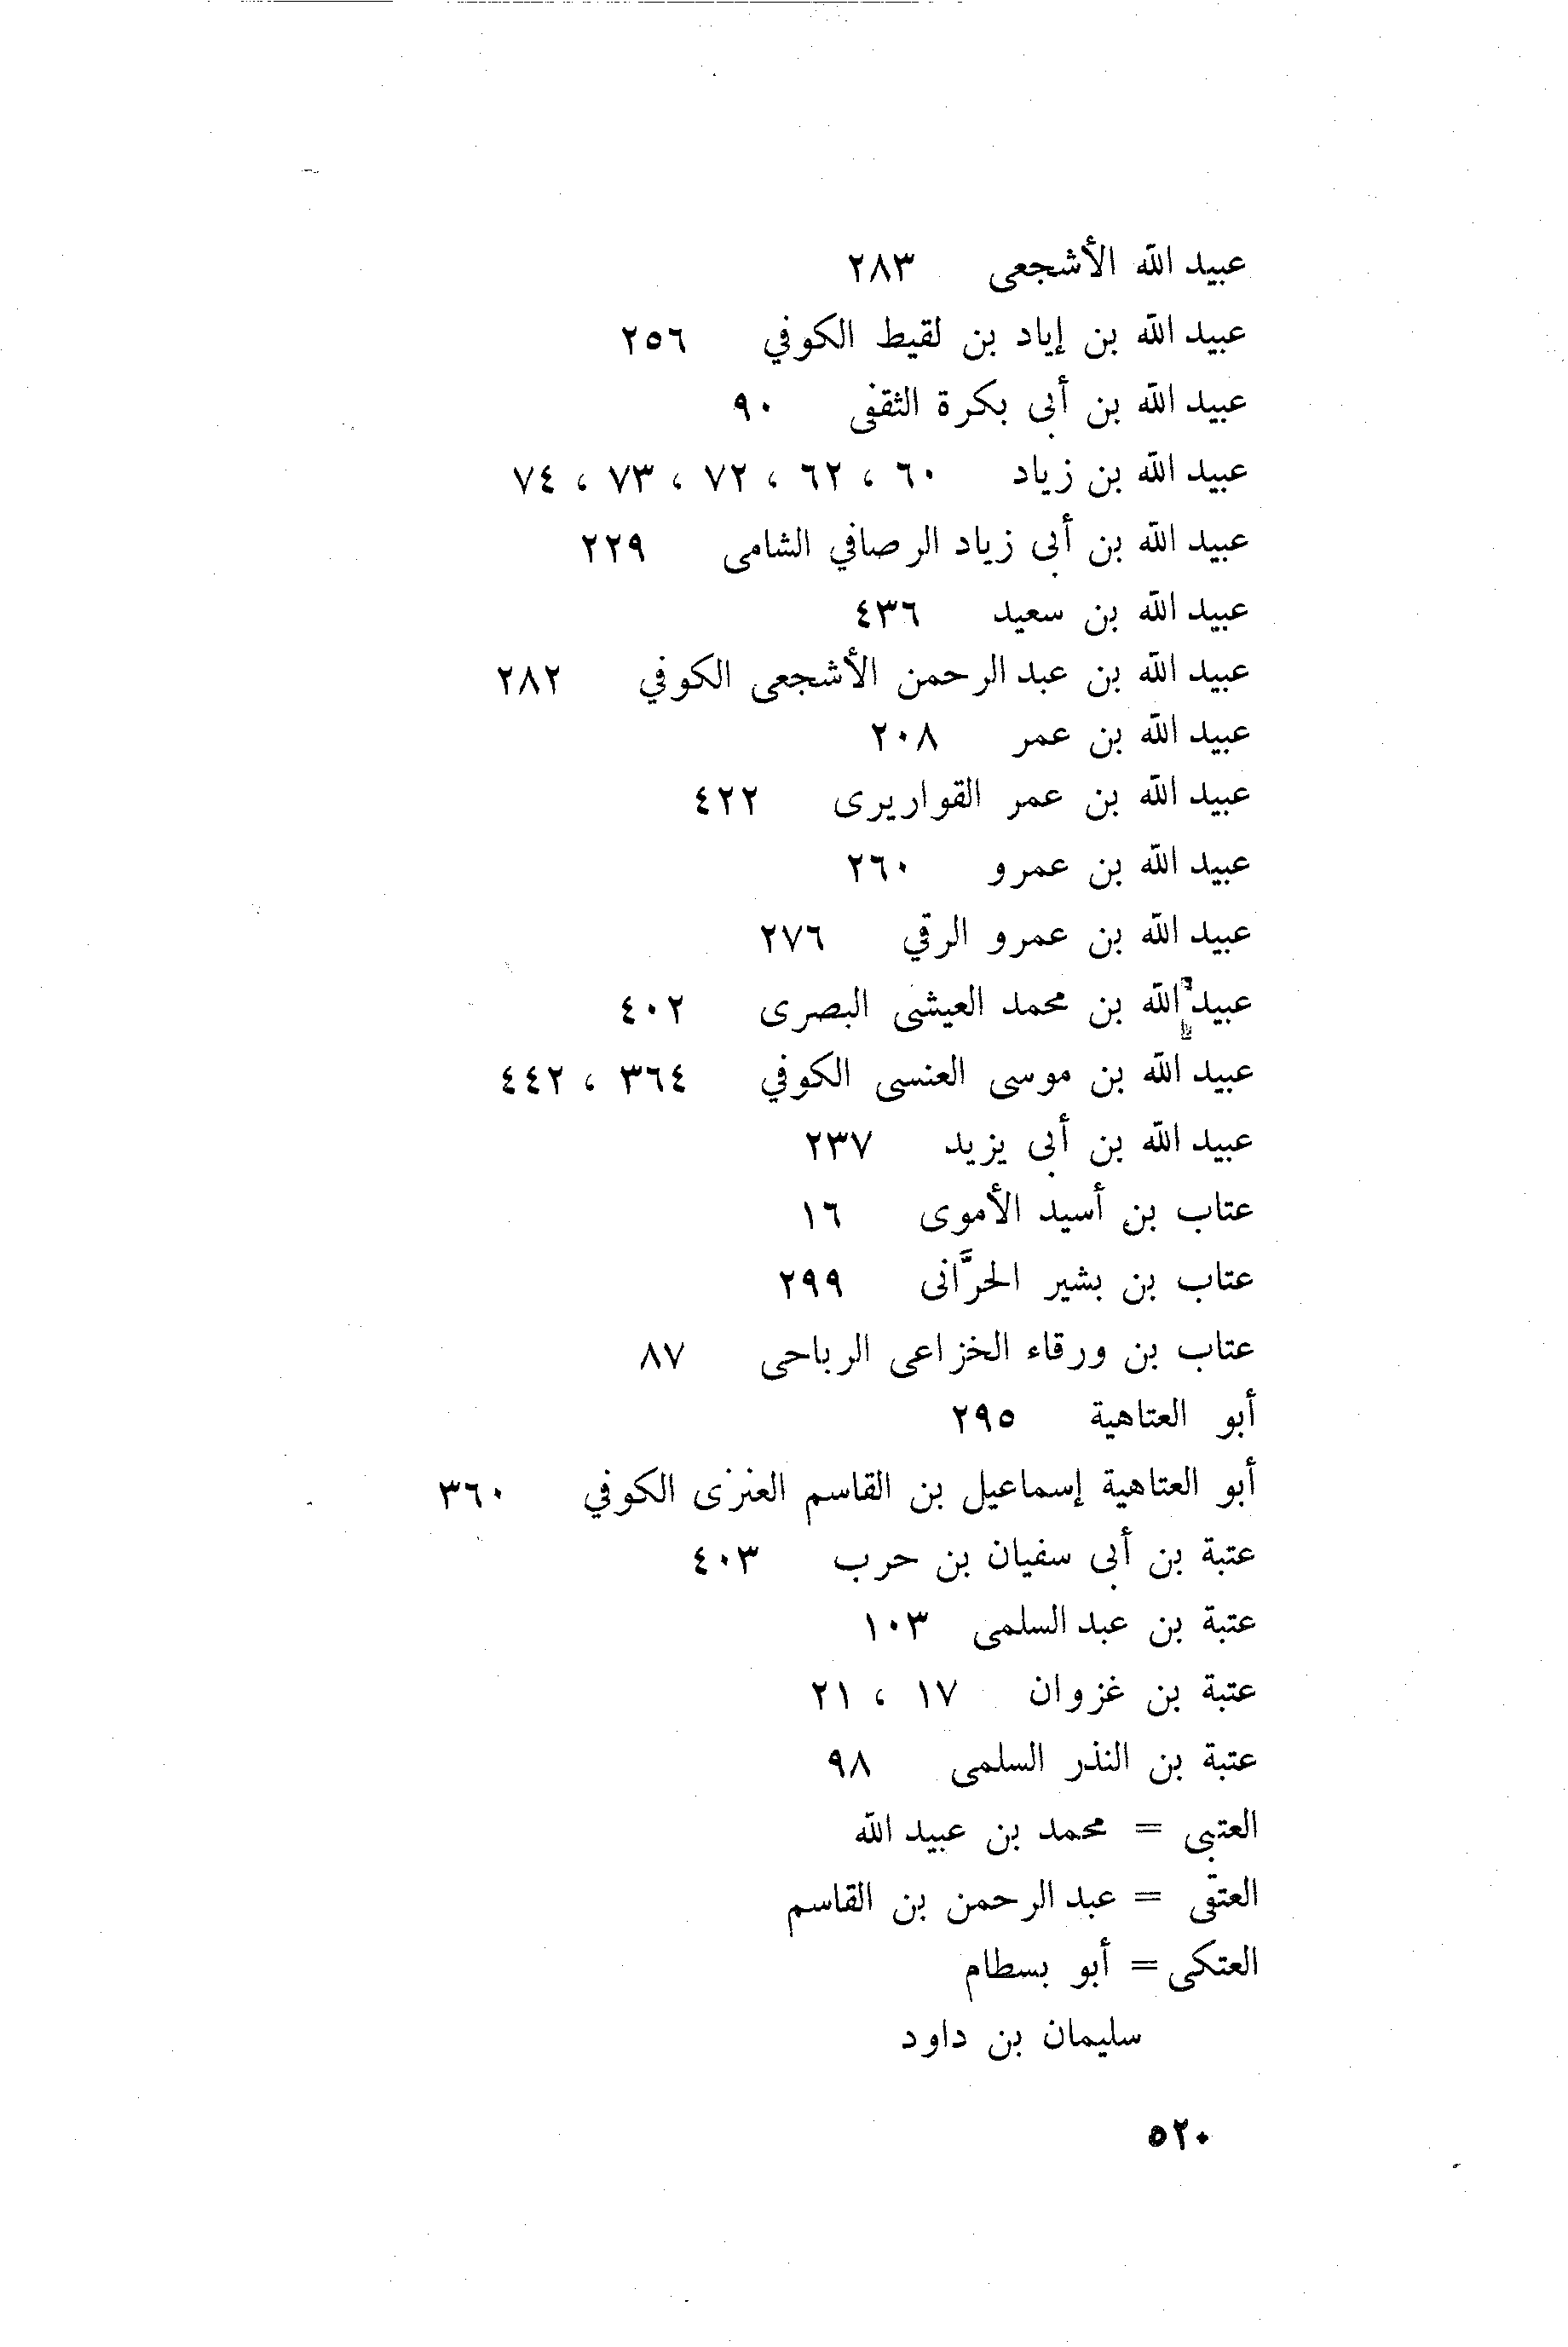 عبيد الله الأشجعى ٢٨٣
عبيد الله بن إياد بن لقيط الكوفي ٢٥٦
عبيد الله بن أبى بكرة الثقفى ٩٠
عبيد الله بن زياد ٦٠ ، ٦٢ ، ٧٢ ، ٧٣ ، ٧٤
عبيد الله بن أبى زياد الرصافي الشامى ٢٢٩
عبيد الله بن سعيد ٤٣٦
عبيد الله بن عبد الرحمن الأشجعى الكوفي ٢٨٢
عبيد الله بن عمر ٢٠٨
عبيد الله بن عمر القواريرى ٤٢٢
عبيد الله بن عمرو ٢٦٠
عبيد الله بن عمرو الرقي ٢٧٦
عبيد الله بن محمد العيشى البصرى ٤٠٢
عبيد الله بن موسى العنسى الكوفي ٣٦٤ ، ٤٤٢
عبيد الله بن أبى يزيد ٢٣٧
عتاب بن أسيد الأموى ١٦
عتاب بن بشير الحرَّانى ٢٩٩
عتاب بن ورقاء الخزاعى الرباحى ٨٧
أبو العتاهية ٢٩٥
أبو العتاهية إسماعيل بن القاسم العنزى الكوفي ٣٦٠
عتبة بن أبى سفيان بن حرب ٤٠٣
عتبة بن عبد السلمى ١٠٣
عتبة بن غزوان ١٧ ، ٢١
عتبة بن النذر السلمى ٩٨
العتبى = محمد بن عبيد الله
العتقى = عبد الرحمن بن القاسم
العتكى = أبو بسطام
سليمان بن داود
٥٢٠